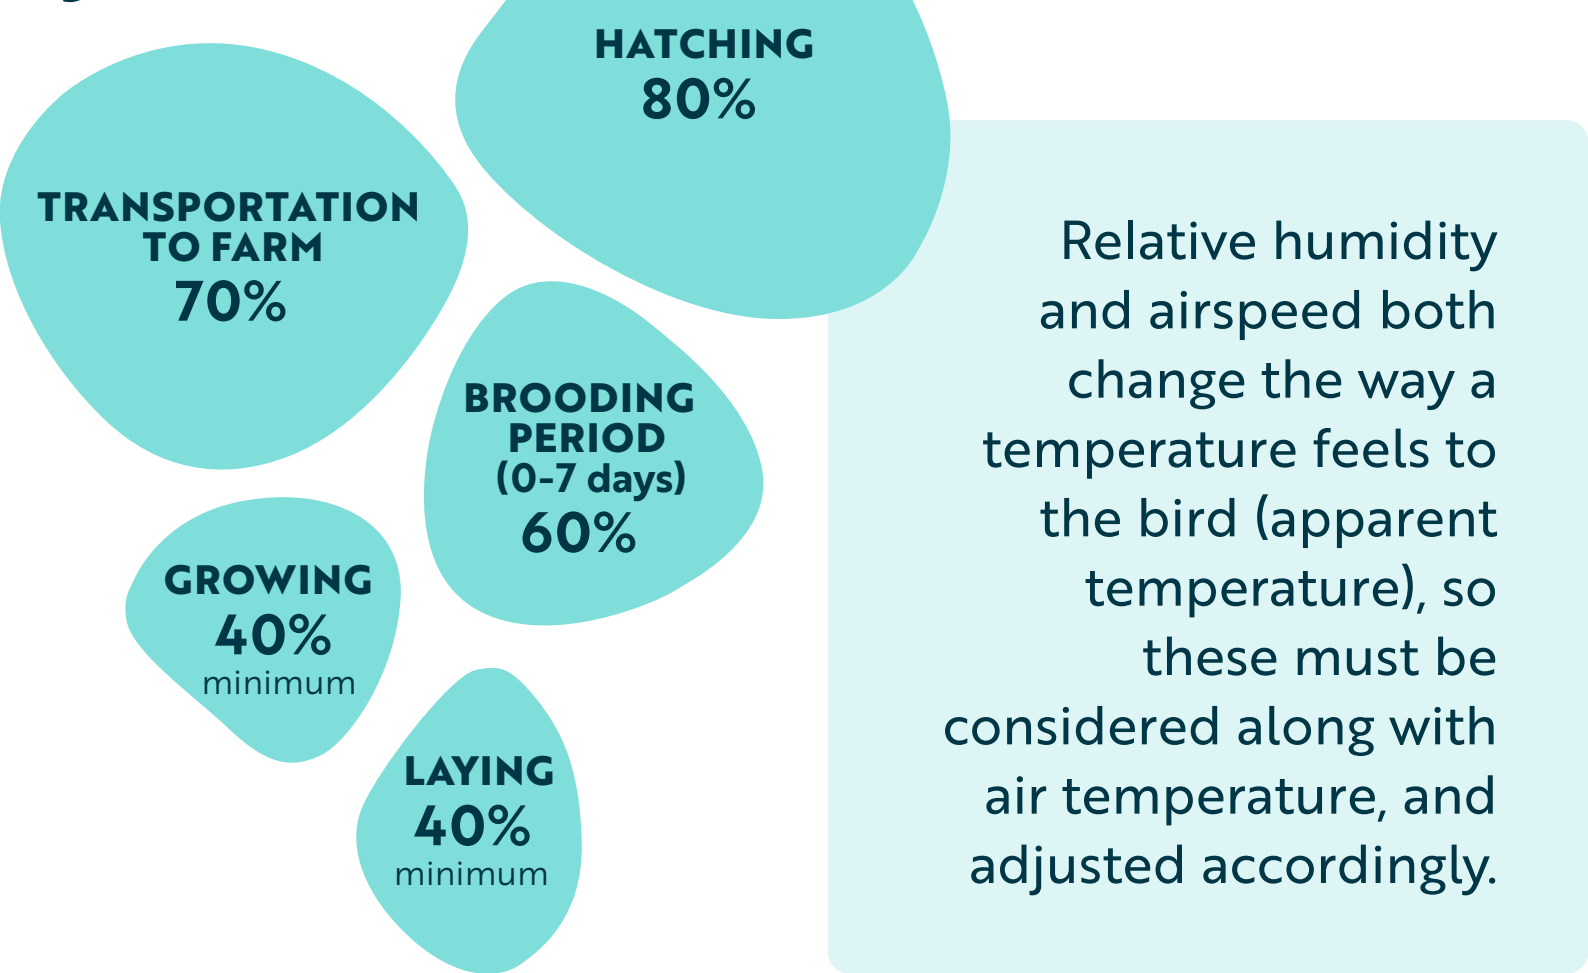 HATCHING
80%
TRANSPORTATION
TO FARM
70%
BROODING
PERIOD
(0-7 days)
60%
GROWING
40%
minimum
LAYING
40%
minimum
Relative humidity
and airspeed both
change the way a
temperature feels to
the bird (apparent
temperature), so
these must be
considered along with
air temperature, and
adjusted accordingly.